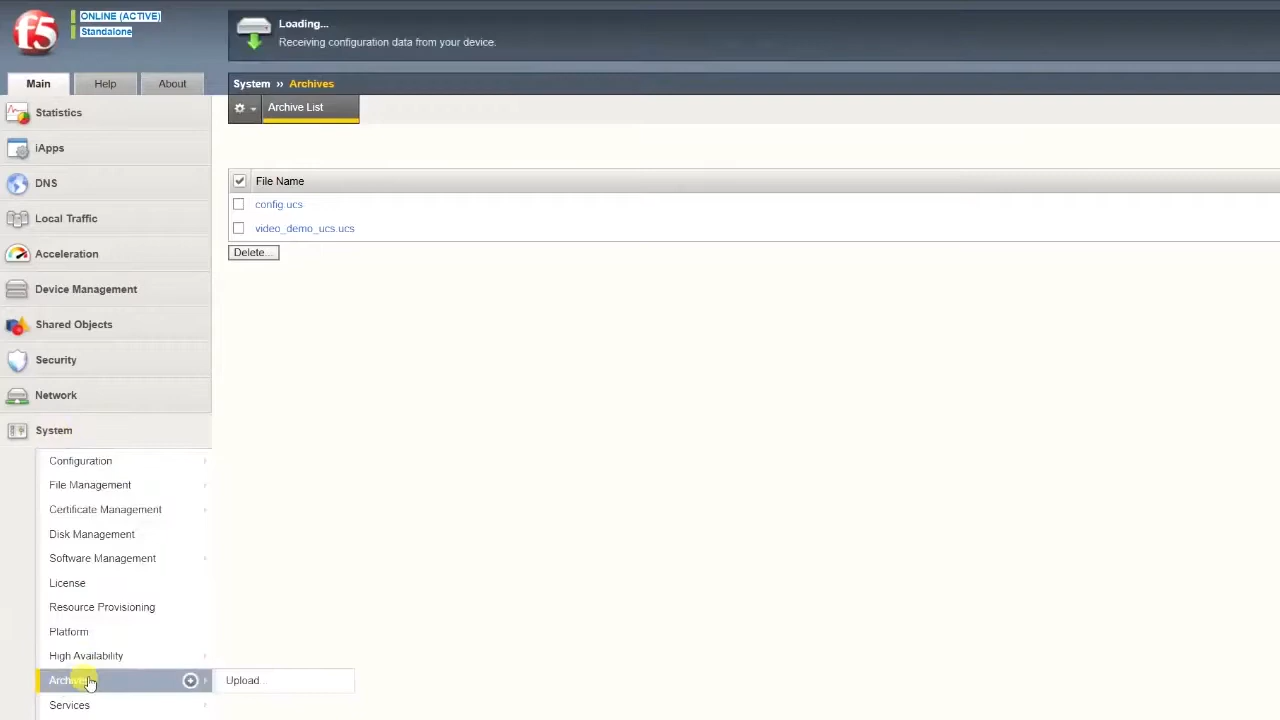 f5
ONLINE (ACTIVE)
Standalone
Loading...
Receiving configuration data from your device.
Main
Help
About
System ›› Archives
Archive List
Statistics
iApps
DNS
Local Traffic
Acceleration
Device Management
Shared Objects
Security
Network
System
Configuration
File Management
Certificate Management
Disk Management
Software Management
License
Resource Provisioning
Platform
High Availability
Archives
Upload...
Services
File Name
config.ucs
video_demo_ucs.ucs
Delete...